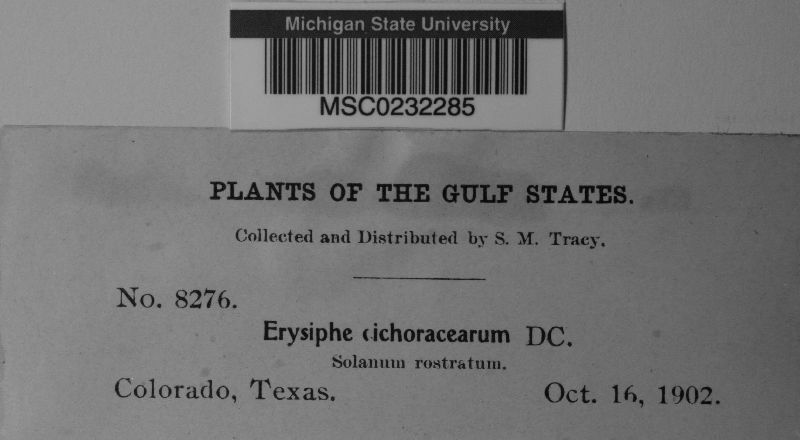 Michigan State University
MSC0232285
PLANTS OF THE GULF STATES.
Collected and Distributed by S. M. Tracy.
No. 8276.
Erysiphe cichoracearum DC.
Solanum rostratum.
Colorado, Texas. Oct. 16, 1902.